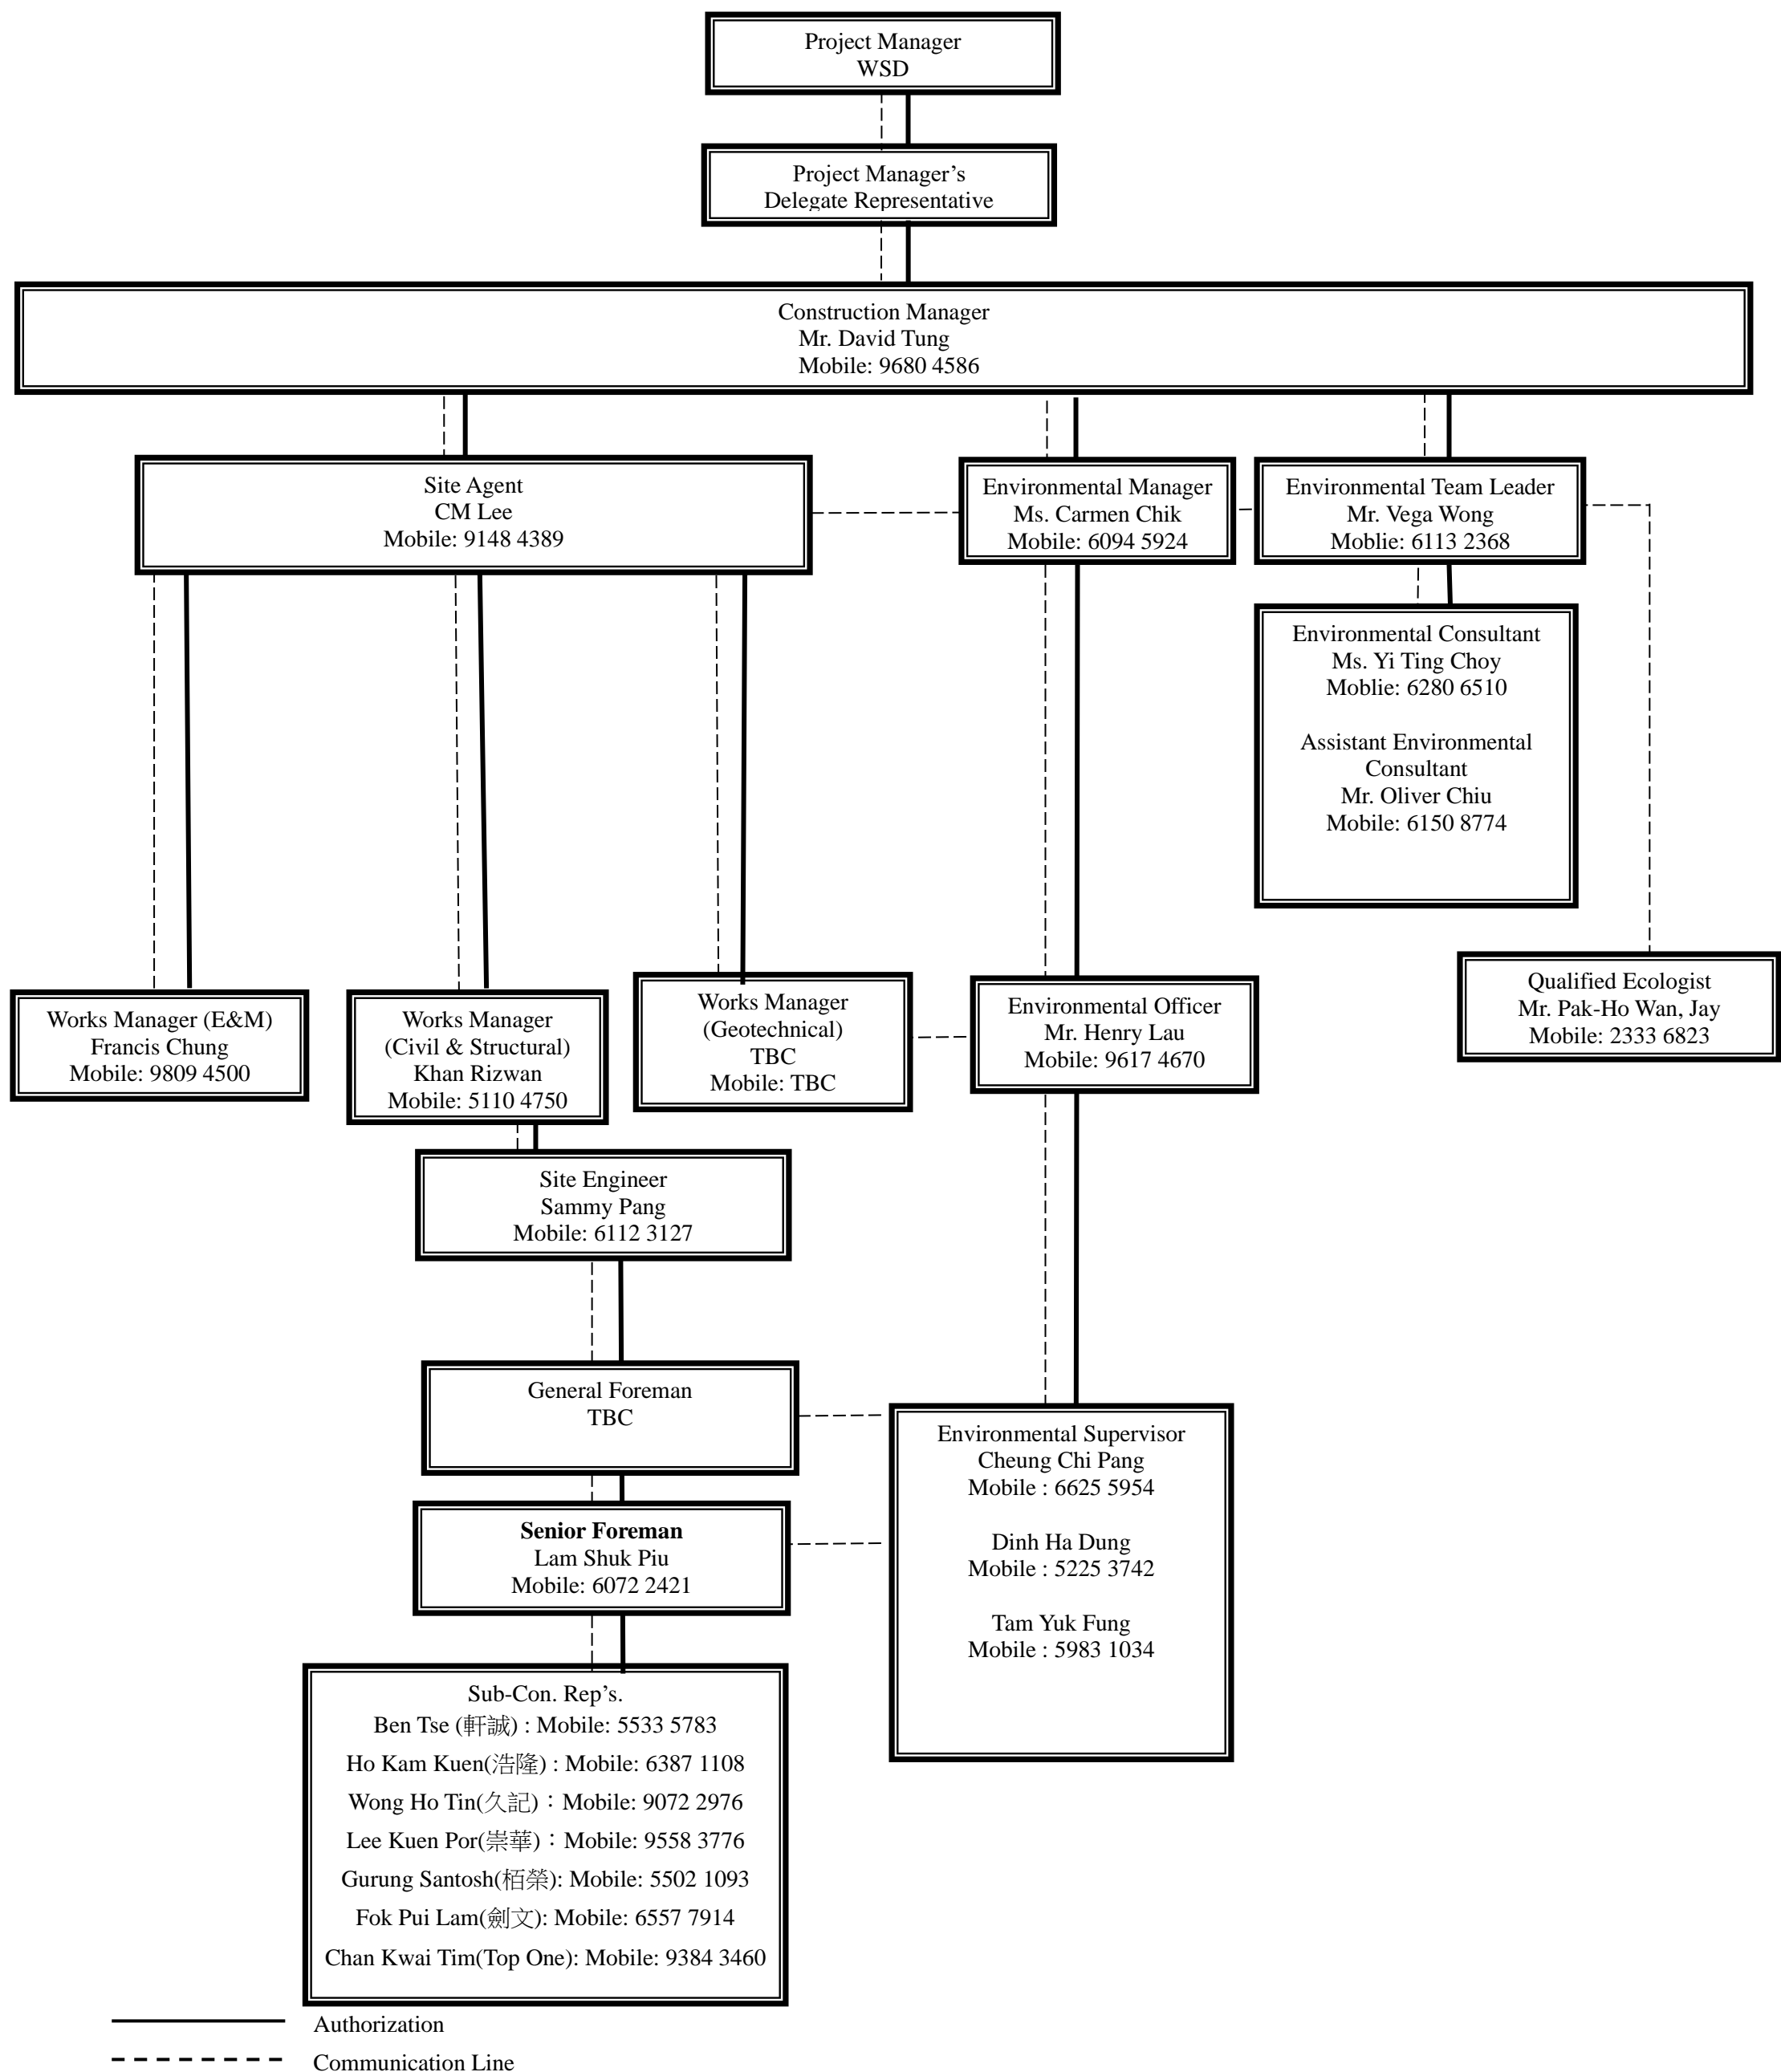 Project Manager
WSD
Project Manager’s
Delegate Representative
Construction Manager
Mr. David Tung
Mobile: 9680 4586
Site Agent
CM Lee
Mobile: 9148 4389
Environmental Manager
Ms. Carmen Chik
Mobile: 6094 5924
Environmental Team Leader
Mr. Vega Wong
Moblie: 6113 2368
Environmental Consultant
Ms. Yi Ting Choy
Moblie: 6280 6510
Assistant Environmental
Consultant
Mr. Oliver Chiu
Mobile: 6150 8774
Works Manager (E&M)
Francis Chung
Mobile: 9809 4500
Works Manager
(Civil & Structural)
Khan Rizwan
Mobile: 5110 4750
Works Manager
(Geotechnical)
TBC
Mobile: TBC
Environmental Officer
Mr. Henry Lau
Mobile: 9617 4670
Qualified Ecologist
Mr. Pak-Ho Wan, Jay
Mobile: 2333 6823
Site Engineer
Sammy Pang
Mobile: 6112 3127
General Foreman
TBC
Senior Foreman
Lam Shuk Piu
Mobile: 6072 2421
Environmental Supervisor
Cheung Chi Pang
Mobile : 6625 5954
Dinh Ha Dung
Mobile : 5225 3742
Tam Yuk Fung
Mobile : 5983 1034
Sub-Con. Rep’s.
Ben Tse (軒誠) : Mobile: 5533 5783
Ho Kam Kuen(浩隆) : Mobile: 6387 1108
Wong Ho Tin(久記)：Mobile: 9072 2976
Lee Kuen Por(崇華)：Mobile: 9558 3776
Gurung Santosh(栢榮): Mobile: 5502 1093
Fok Pui Lam(劍文): Mobile: 6557 7914
Chan Kwai Tim(Top One): Mobile: 9384 3460
Authorization
Communication Line